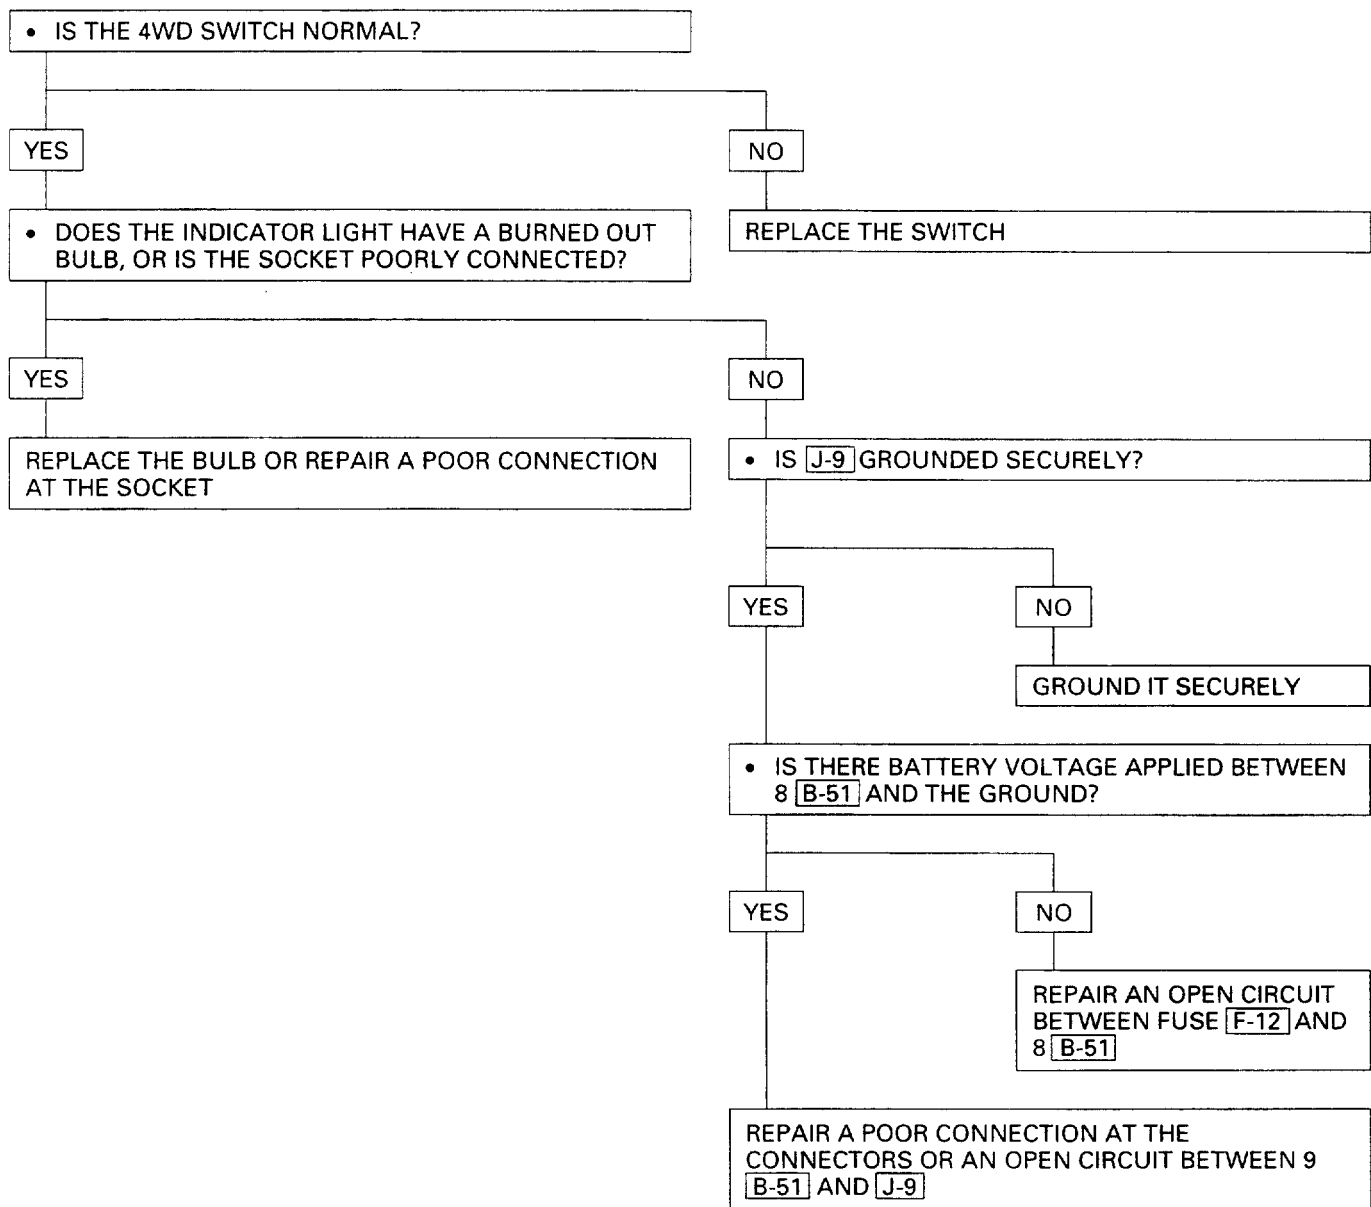 • IS THE 4WD SWITCH NORMAL?
YES
NO
• DOES THE INDICATOR LIGHT HAVE A BURNED OUT
BULB, OR IS THE SOCKET POORLY CONNECTED?
REPLACE THE SWITCH
YES
NO
REPLACE THE BULB OR REPAIR A POOR CONNECTION
AT THE SOCKET
• IS J-9 GROUNDED SECURELY?
YES
NO
GROUND IT SECURELY
• IS THERE BATTERY VOLTAGE APPLIED BETWEEN
8 B-51 AND THE GROUND?
YES
NO
REPAIR AN OPEN CIRCUIT
BETWEEN FUSE F-12 AND
8 B-51
REPAIR A POOR CONNECTION AT THE
CONNECTORS OR AN OPEN CIRCUIT BETWEEN 9
B-51 AND J-9